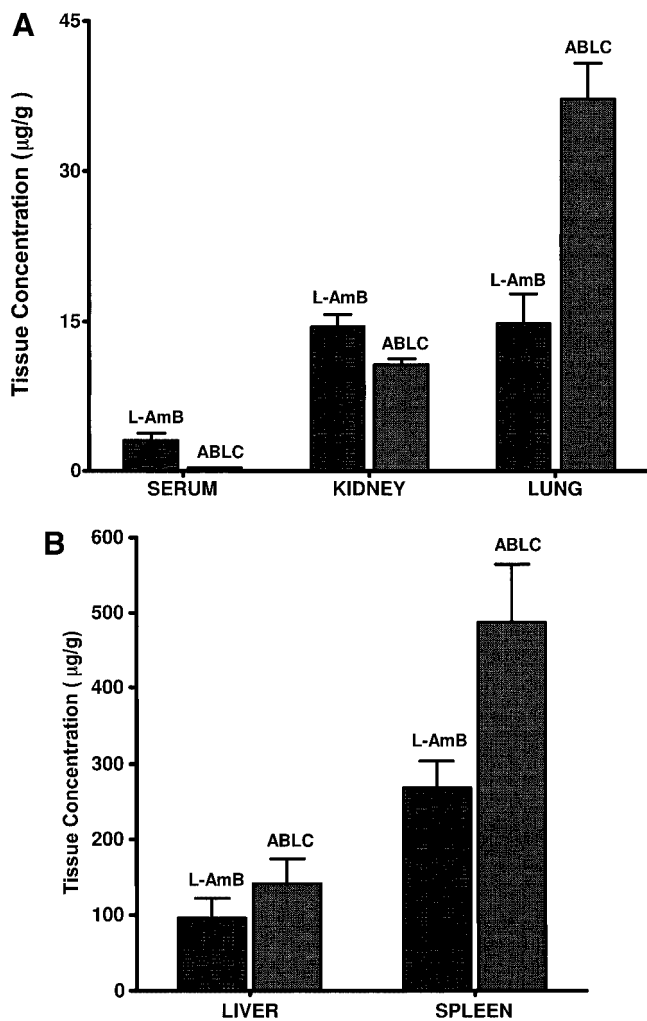 A
45
ABLC
Tissue Concentration (µg/g)
30
L-AmB
L-AmB
15
ABLC
L-AmB
ABLC
0
SERUM KIDNEY LUNG
B
600
ABLC
500
Tissue Concentration ( µg/g)
400
L-AmB
300
200
ABLC
L-AmB
100
0
LIVER SPLEEN